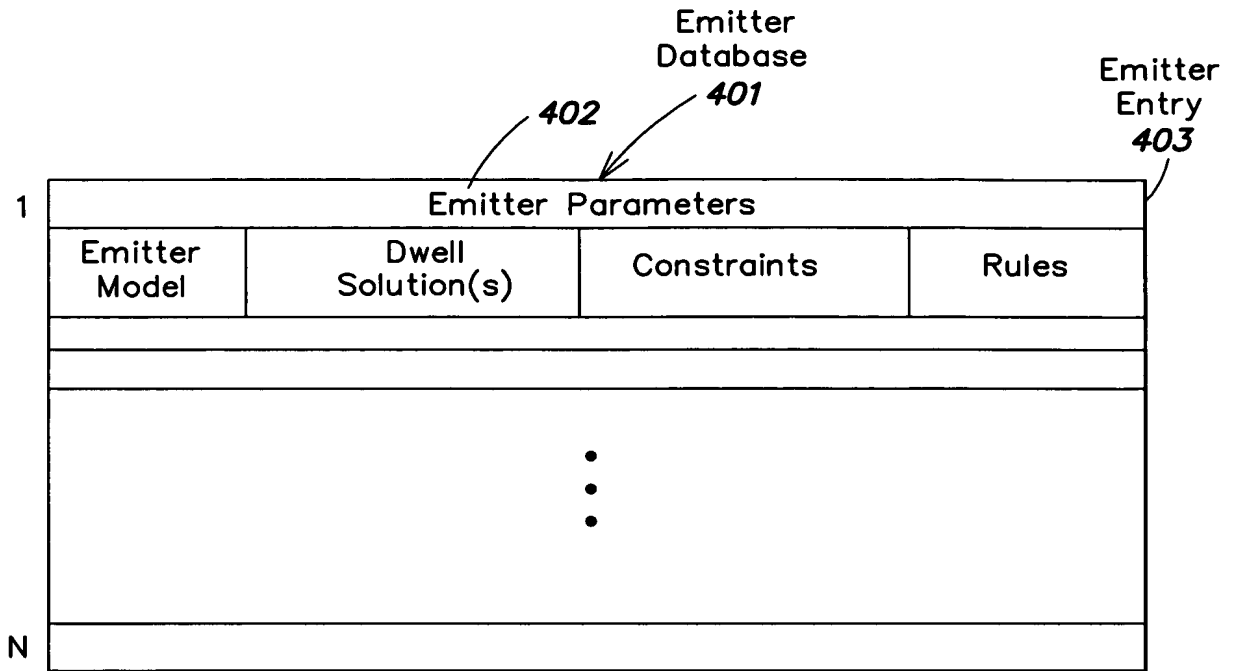 Emitter
Database
401
Emitter
Entry
403
402
1
Emitter Parameters
Emitter
Model
Dwell
Solution(s)
Constraints
Rules
N